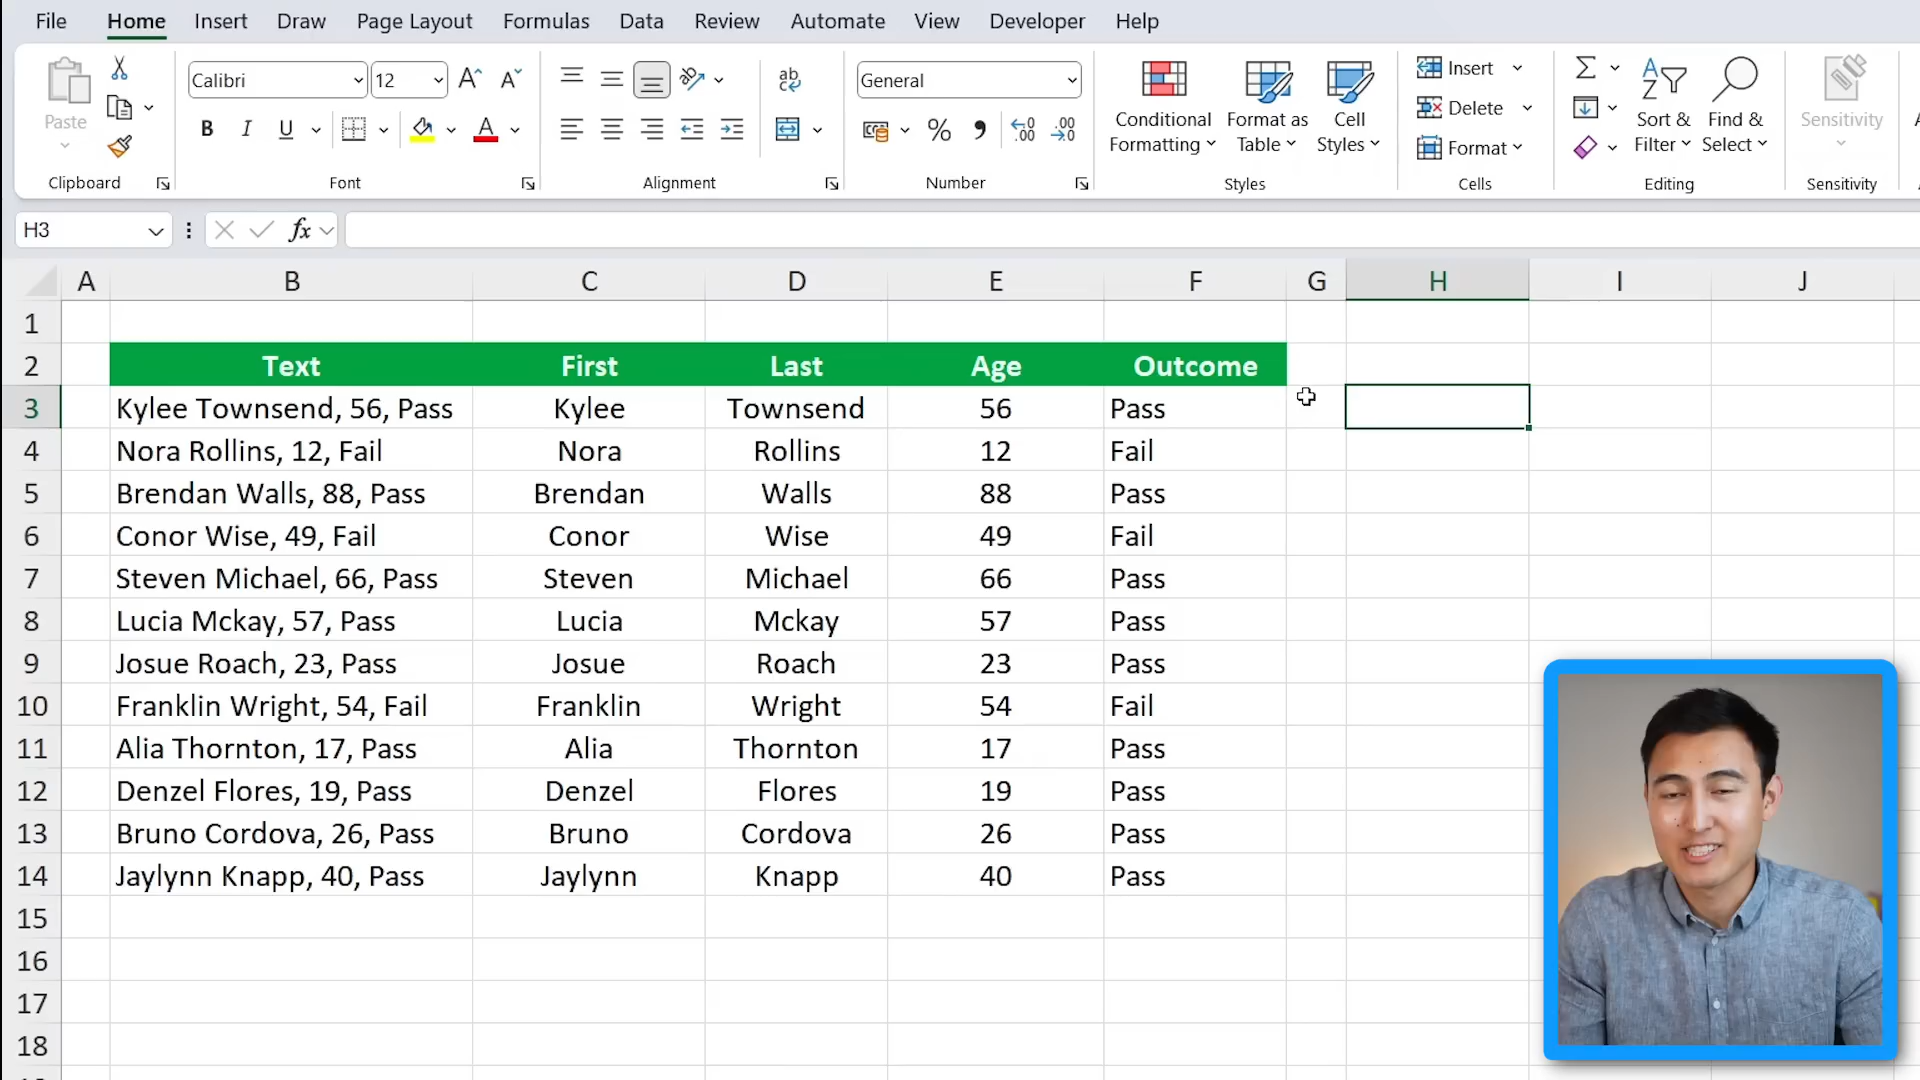 File Home Insert Draw Page Layout Formulas Data Review Automate View Developer Help
Calibri 12 A A ab General Insert Σ A Z
Paste Conditional Formatting Format as Table Cell Styles Delete Sort & Filter Find & Select Sensitivity
B I U A % , .00 .00 Format
Clipboard Font Alignment Number Styles Cells Editing Sensitivity
H3 fx
A B C D E F G H I J
1
2 Text First Last Age Outcome
3 Kylee Townsend, 56, Pass Kylee Townsend 56 Pass
4 Nora Rollins, 12, Fail Nora Rollins 12 Fail
5 Brendan Walls, 88, Pass Brendan Walls 88 Pass
6 Conor Wise, 49, Fail Conor Wise 49 Fail
7 Steven Michael, 66, Pass Steven Michael 66 Pass
8 Lucia Mckay, 57, Pass Lucia Mckay 57 Pass
9 Josue Roach, 23, Pass Josue Roach 23 Pass
10 Franklin Wright, 54, Fail Franklin Wright 54 Fail
11 Alia Thornton, 17, Pass Alia Thornton 17 Pass
12 Denzel Flores, 19, Pass Denzel Flores 19 Pass
13 Bruno Cordova, 26, Pass Bruno Cordova 26 Pass
14 Jaylynn Knapp, 40, Pass Jaylynn Knapp 40 Pass
15
16
17
18